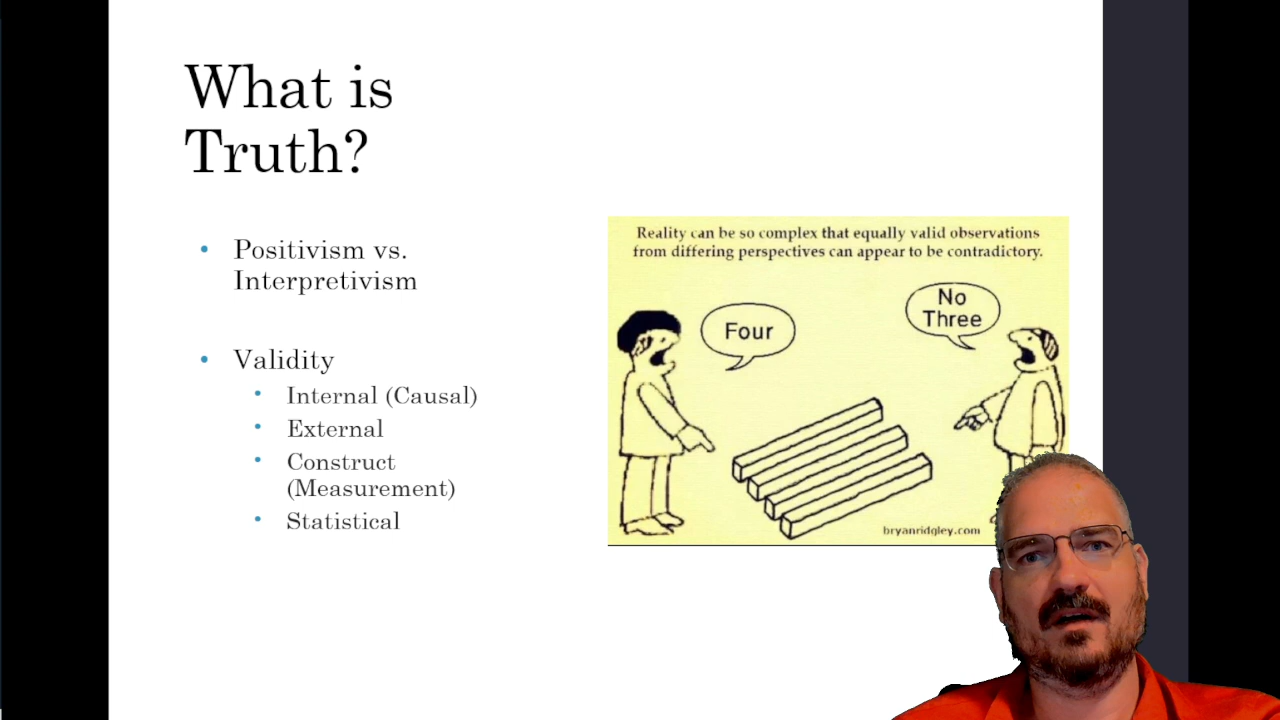 What is
Truth?
• Positivism vs.
Interpretivism
• Validity
• Internal (Causal)
• External
• Construct
(Measurement)
• Statistical
Reality can be so complex that equally valid observations
from differing perspectives can appear to be contradictory.
Four
No
Three
bryanridgley.com